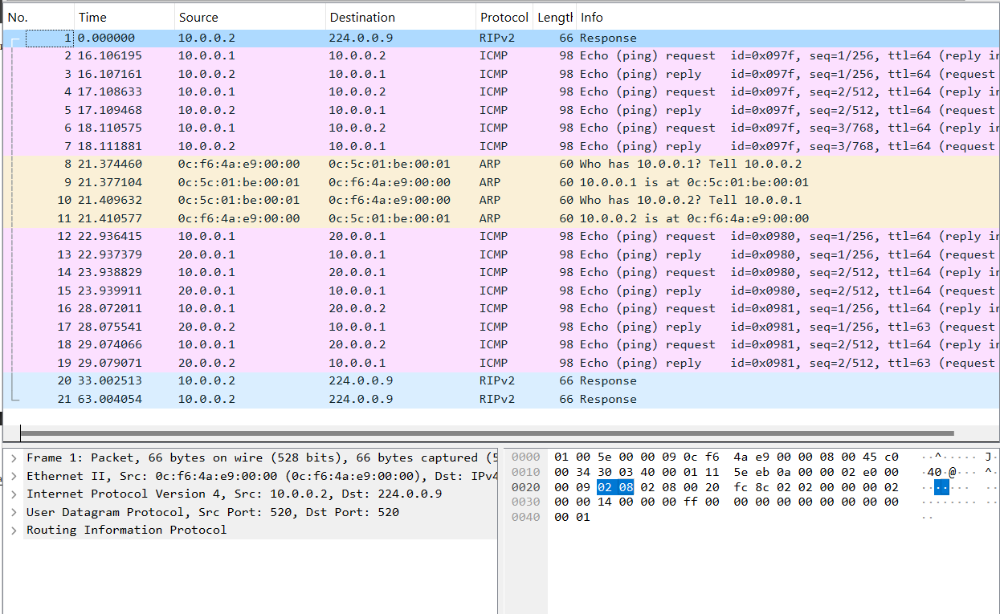 No. Time Source Destination Protocol Length Info
1 0.000000 10.0.0.2 224.0.0.9 RIPv2 66 Response
2 16.106195 10.0.0.1 10.0.0.2 ICMP 98 Echo (ping) request id=0x097f, seq=1/256, ttl=64 (reply in
3 16.107161 10.0.0.2 10.0.0.1 ICMP 98 Echo (ping) reply id=0x097f, seq=1/256, ttl=64 (request
4 17.108633 10.0.0.1 10.0.0.2 ICMP 98 Echo (ping) request id=0x097f, seq=2/512, ttl=64 (reply in
5 17.109468 10.0.0.2 10.0.0.1 ICMP 98 Echo (ping) reply id=0x097f, seq=2/512, ttl=64 (request
6 18.110575 10.0.0.1 10.0.0.2 ICMP 98 Echo (ping) request id=0x097f, seq=3/768, ttl=64 (reply in
7 18.111881 10.0.0.2 10.0.0.1 ICMP 98 Echo (ping) reply id=0x097f, seq=3/768, ttl=64 (request
8 21.374460 0c:f6:4a:e9:00:00 0c:5c:01:be:00:01 ARP 60 Who has 10.0.0.1? Tell 10.0.0.2
9 21.377104 0c:5c:01:be:00:01 0c:f6:4a:e9:00:00 ARP 60 10.0.0.1 is at 0c:5c:01:be:00:01
10 21.409632 0c:5c:01:be:00:01 0c:f6:4a:e9:00:00 ARP 60 Who has 10.0.0.2? Tell 10.0.0.1
11 21.410577 0c:f6:4a:e9:00:00 0c:5c:01:be:00:01 ARP 60 10.0.0.2 is at 0c:f6:4a:e9:00:00
12 22.936415 10.0.0.1 20.0.0.1 ICMP 98 Echo (ping) request id=0x0980, seq=1/256, ttl=64 (reply in
13 22.937379 20.0.0.1 10.0.0.1 ICMP 98 Echo (ping) reply id=0x0980, seq=1/256, ttl=64 (request
14 23.938829 10.0.0.1 20.0.0.1 ICMP 98 Echo (ping) request id=0x0980, seq=2/512, ttl=64 (reply in
15 23.939911 20.0.0.1 10.0.0.1 ICMP 98 Echo (ping) reply id=0x0980, seq=2/512, ttl=64 (request
16 28.072011 10.0.0.1 20.0.0.2 ICMP 98 Echo (ping) request id=0x0981, seq=1/256, ttl=64 (reply in
17 28.075541 20.0.0.2 10.0.0.1 ICMP 98 Echo (ping) reply id=0x0981, seq=1/256, ttl=63 (request
18 29.074066 10.0.0.1 20.0.0.2 ICMP 98 Echo (ping) request id=0x0981, seq=2/512, ttl=64 (reply in
19 29.079071 20.0.0.2 10.0.0.1 ICMP 98 Echo (ping) reply id=0x0981, seq=2/512, ttl=63 (request
20 33.002513 10.0.0.2 224.0.0.9 RIPv2 66 Response
21 63.004054 10.0.0.2 224.0.0.9 RIPv2 66 Response
Frame 1: Packet, 66 bytes on wire (528 bits), 66 bytes captured (5
Ethernet II, Src: 0c:f6:4a:e9:00:00 (0c:f6:4a:e9:00:00), Dst: IPv4
Internet Protocol Version 4, Src: 10.0.0.2, Dst: 224.0.0.9
User Datagram Protocol, Src Port: 520, Dst Port: 520
Routing Information Protocol
0000 01 00 5e 00 00 09 0c f6 4a e9 00 00 08 00 45 c0 ··^····· J·
0010 00 34 30 03 40 00 01 11 5e eb 0a 00 00 02 e0 00 ·40·@··· ^·
0020 00 09 02 08 02 08 00 20 fc 8c 02 02 00 00 00 02 ······· ··
0030 00 00 14 00 00 00 ff 00 00 00 00 00 00 00 00 00 ········ ··
0040 00 01 ··